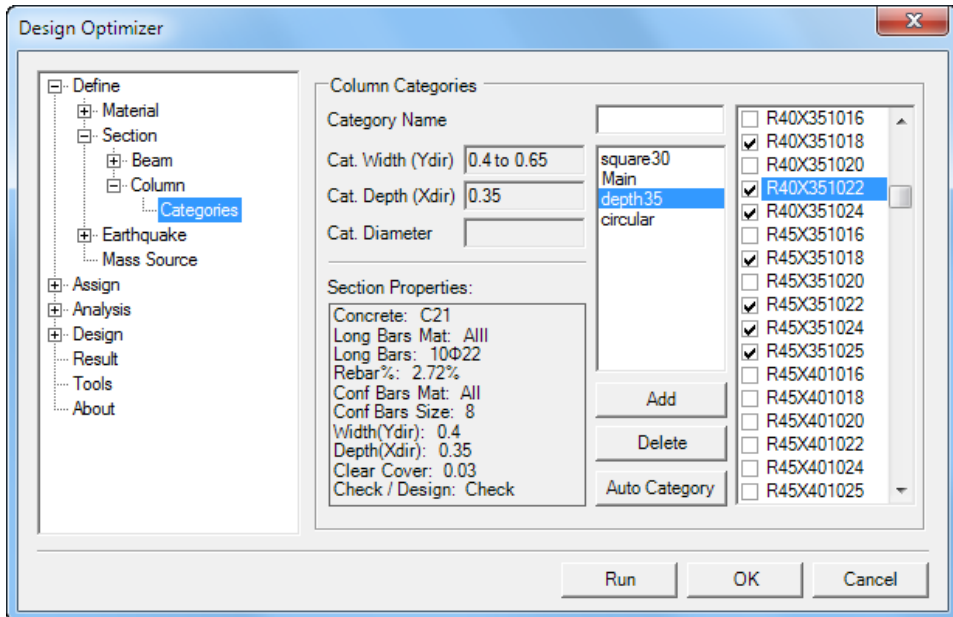 Design Optimizer
Define
Material
Section
Beam
Column
Categories
Earthquake
Mass Source
Assign
Analysis
Design
Result
Tools
About
Column Categories
Category Name
Cat. Width (Ydir) 0.4 to 0.65
Cat. Depth (Xdir) 0.35
Cat. Diameter
Section Properties:
Concrete: C21
Long Bars Mat: AIII
Long Bars: 10Φ22
Rebar%: 2.72%
Conf Bars Mat: AII
Conf Bars Size: 8
Width(Ydir): 0.4
Depth(Xdir): 0.35
Clear Cover: 0.03
Check / Design: Check
square30
Main
depth35
circular
Add
Delete
Auto Category
R40X351016
R40X351018
R40X351020
R40X351022
R40X351024
R45X351016
R45X351018
R45X351020
R45X351022
R45X351024
R45X351025
R45X401016
R45X401018
R45X401020
R45X401022
R45X401024
R45X401025
Run
OK
Cancel